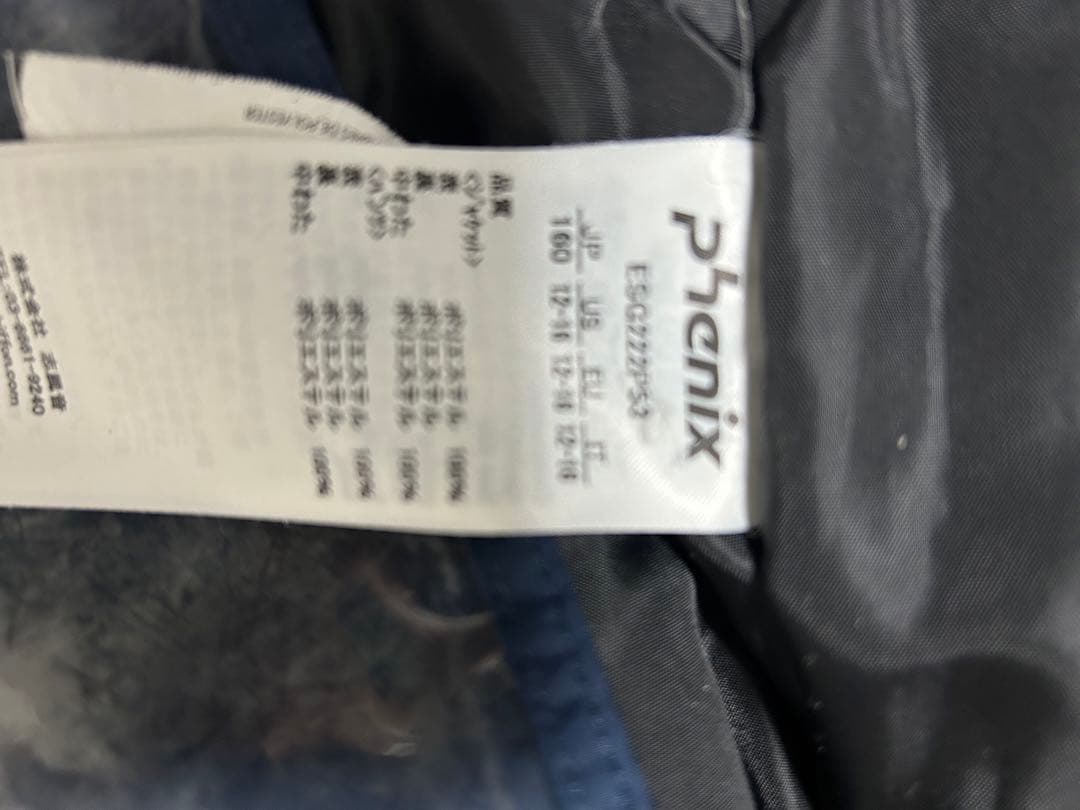 Phenix
ESG222PS3
JP US EU IT
160 12-16 12-16 12-16
品質
<ジャケット>
表 ポリエステル 100%
裏 ポリエステル 100%
中わた ポリエステル 100%
<パンツ>
表 ポリエステル 100%
裏 ポリエステル 100%
中わた ポリエステル 100%
株式会社